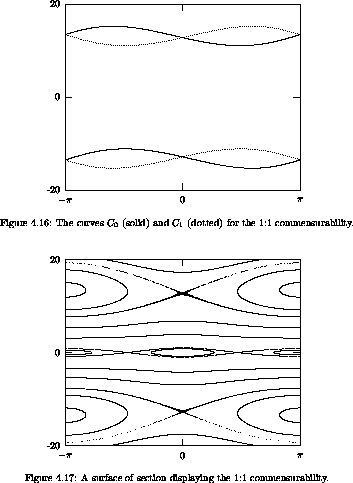 20
0
-20
−π 0 π
Figure 4.16: The curves C₀ (solid) and C₁ (dotted) for the 1:1 commensurability.
20
0
-20
−π 0 π
Figure 4.17: A surface of section displaying the 1:1 commensurability.